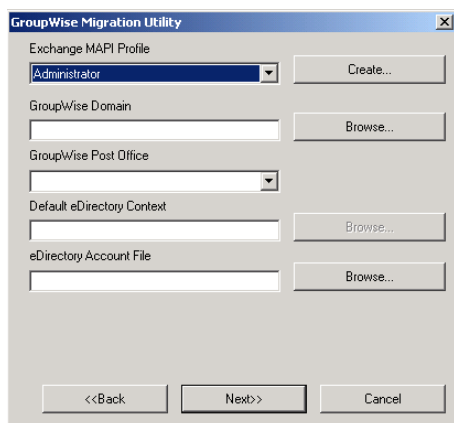 GroupWise Migration Utility
Exchange MAPI Profile
Administrator
Create...
GroupWise Domain
Browse...
GroupWise Post Office
Default eDirectory Context
Browse...
eDirectory Account File
Browse...
<<Back
Next>>
Cancel